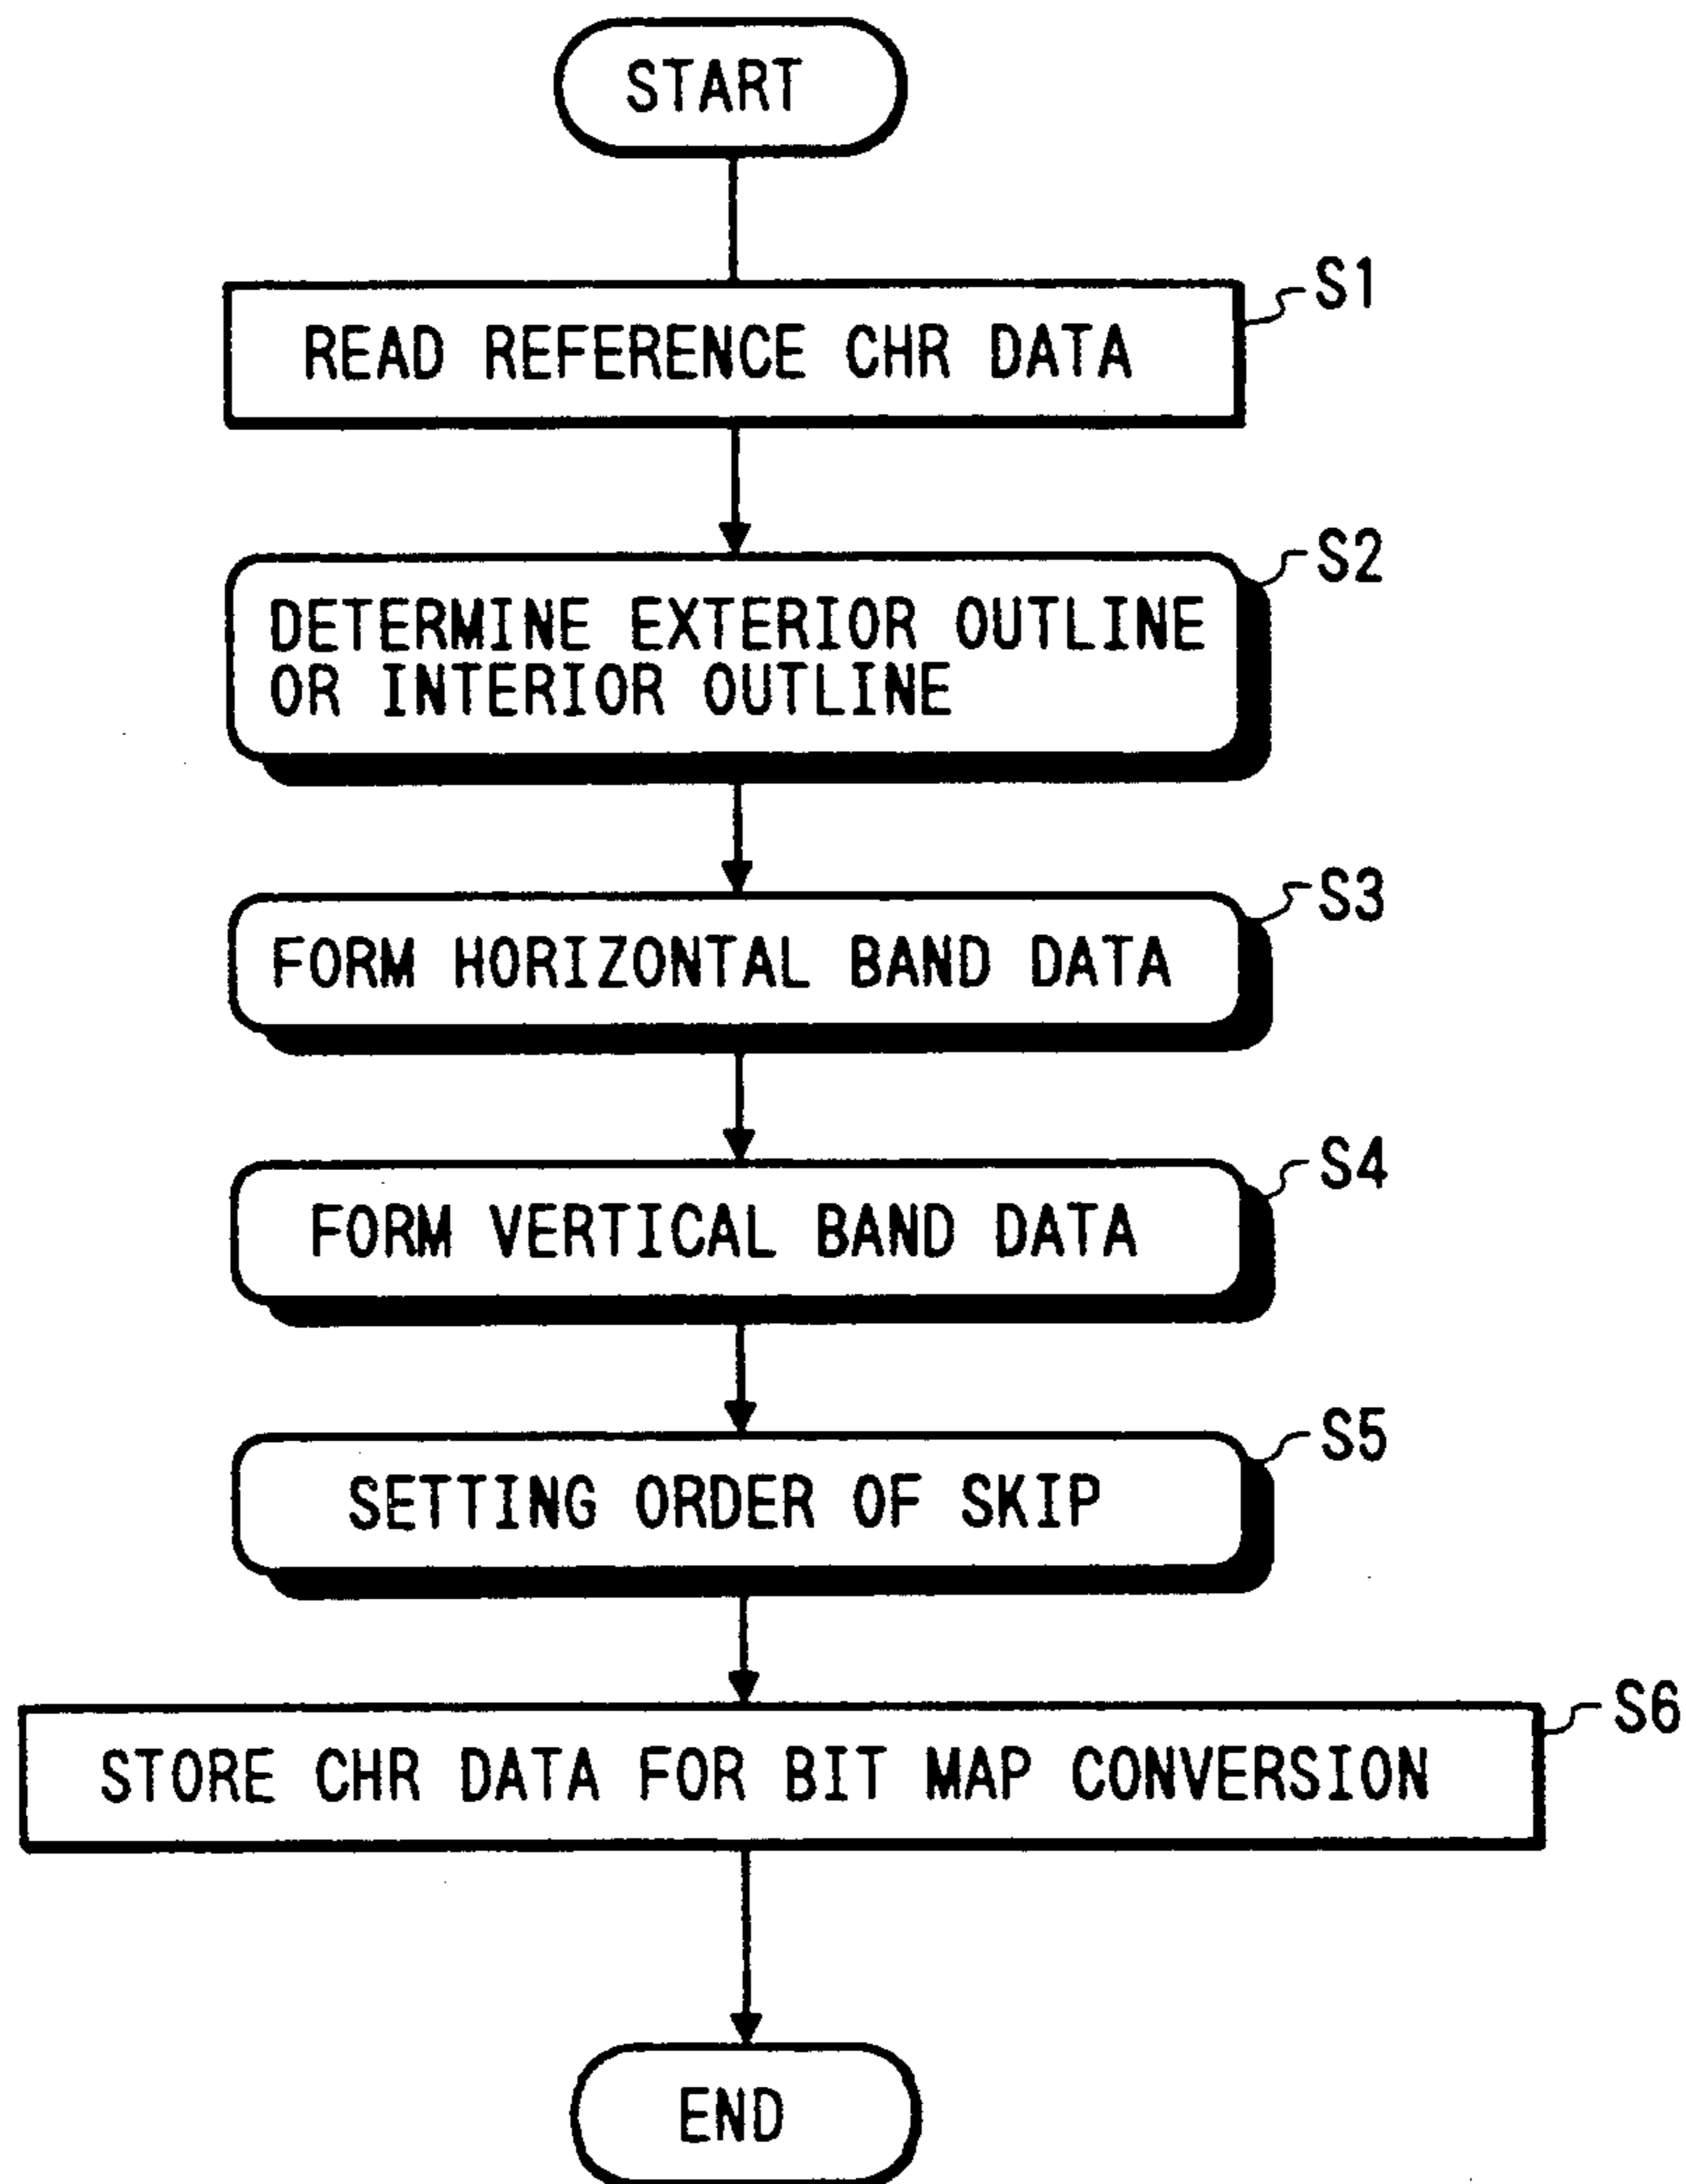 START
S1
READ REFERENCE CHR DATA
S2
DETERMINE EXTERIOR OUTLINE
OR INTERIOR OUTLINE
S3
FORM HORIZONTAL BAND DATA
S4
FORM VERTICAL BAND DATA
S5
SETTING ORDER OF SKIP
S6
STORE CHR DATA FOR BIT MAP CONVERSION
END